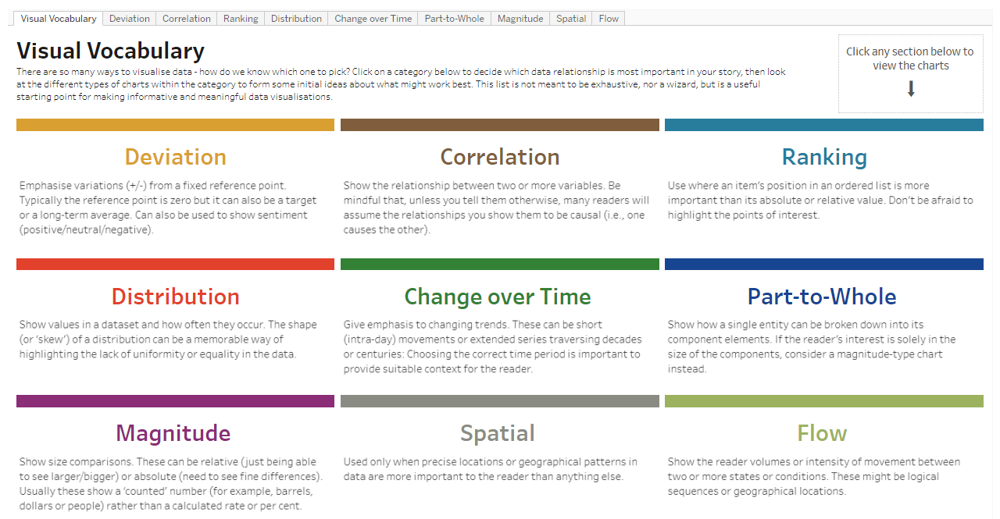 Visual Vocabulary
Deviation
Correlation
Ranking
Distribution
Change over Time
Part-to-Whole
Magnitude
Spatial
Flow
Visual Vocabulary
There are so many ways to visualise data - how do we know which one to pick? Click on a category below to decide which data relationship is most important in your story, then look
at the different types of charts within the category to form some initial ideas about what might work best. This list is not meant to be exhaustive, nor a wizard, but is a useful
starting point for making informative and meaningful data visualisations.
Click any section below to
view the charts
Deviation
Emphasise variations (+/-) from a fixed reference point.
Typically the reference point is zero but it can also be a target
or a long-term average. Can also be used to show sentiment
(positive/neutral/negative).
Correlation
Show the relationship between two or more variables. Be
mindful that, unless you tell them otherwise, many readers will
assume the relationships you show them to be causal (i.e., one
causes the other).
Ranking
Use where an item’s position in an ordered list is more
important than its absolute or relative value. Don’t be afraid to
highlight the points of interest.
Distribution
Show values in a dataset and how often they occur. The shape
(or ‘skew’) of a distribution can be a memorable way of
highlighting the lack of uniformity or equality in the data.
Change over Time
Give emphasis to changing trends. These can be short
(intra-day) movements or extended series traversing decades
or centuries: Choosing the correct time period is important to
provide suitable context for the reader.
Part-to-Whole
Show how a single entity can be broken down into its
component elements. If the reader’s interest is solely in the
size of the components, consider a magnitude-type chart
instead.
Magnitude
Show size comparisons. These can be relative (just being able
to see larger/bigger) or absolute (need to see fine differences).
Usually these show a ‘counted’ number (for example, barrels,
dollars or people) rather than a calculated rate or per cent.
Spatial
Used only when precise locations or geographical patterns in
data are more important to the reader than anything else.
Flow
Show the reader volumes or intensity of movement between
two or more states or conditions. These might be logical
sequences or geographical locations.